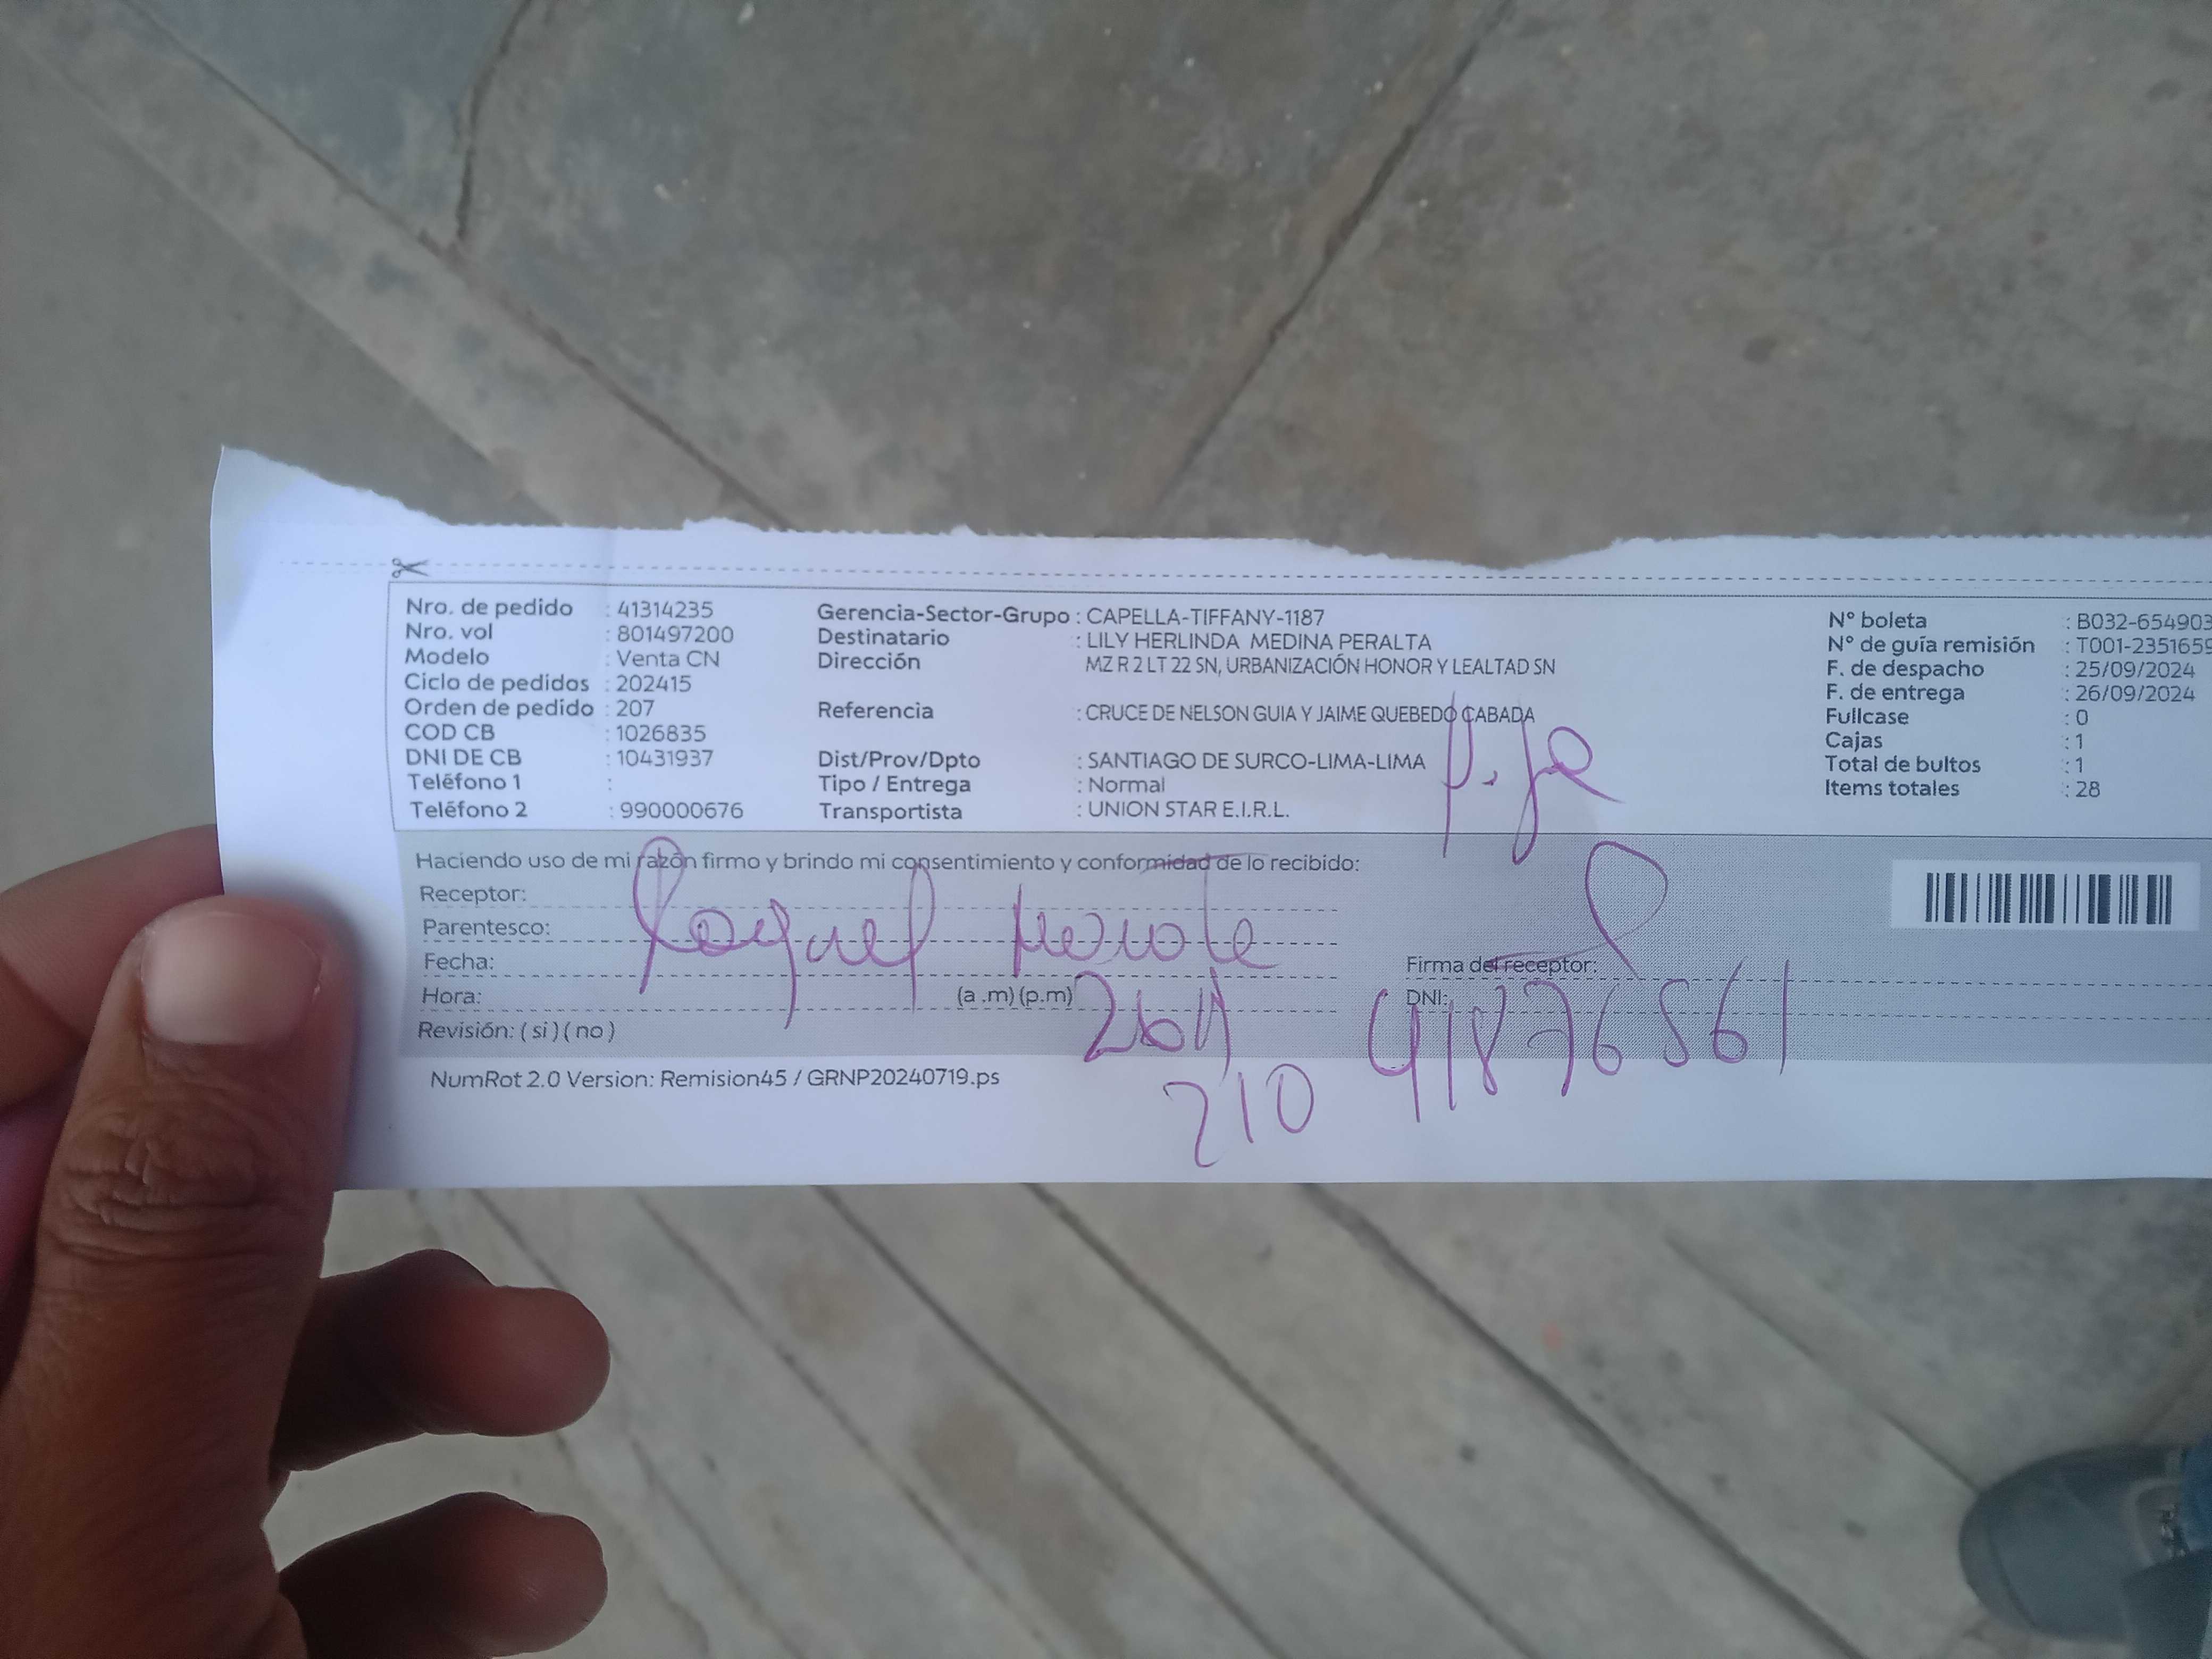 Nro. de pedido : 41314235
Nro. vol : 801497200
Modelo : Venta CN
Ciclo de pedidos : 202415
Orden de pedido : 207
COD CB : 1026835
DNI DE CB : 10431937
Teléfono 1 :
Teléfono 2 : 990000676
Gerencia-Sector-Grupo : CAPELLA-TIFFANY-1187
Destinatario : LILY HERLINDA MEDINA PERALTA
Dirección MZ R 2 LT 22 SN, URBANIZACIÓN HONOR Y LEALTAD SN
Referencia : CRUCE DE NELSON GUIA Y JAIME QUEBEDO CABADA
Dist/Prov/Dpto : SANTIAGO DE SURCO-LIMA-LIMA
Tipo / Entrega : Normal
Transportista : UNION STAR E.I.R.L.
N° boleta : B032-654903
N° de guía remisión : T001-2351659
F. de despacho : 25/09/2024
F. de entrega : 26/09/2024
Fullcase : 0
Cajas : 1
Total de bultos : 1
Items totales : 28
Haciendo uso de mi razón firmo y brindo mi consentimiento y conformidad de lo recibido:
Receptor:
Parentesco:
Raquel
Fecha:
Hora: (a .m) (p.m)
Revisión: ( si ) ( no )
Firma del receptor:
DNI:
41876561
210
NumRot 2.0 Version: Remision45 / GRNP20240719.ps